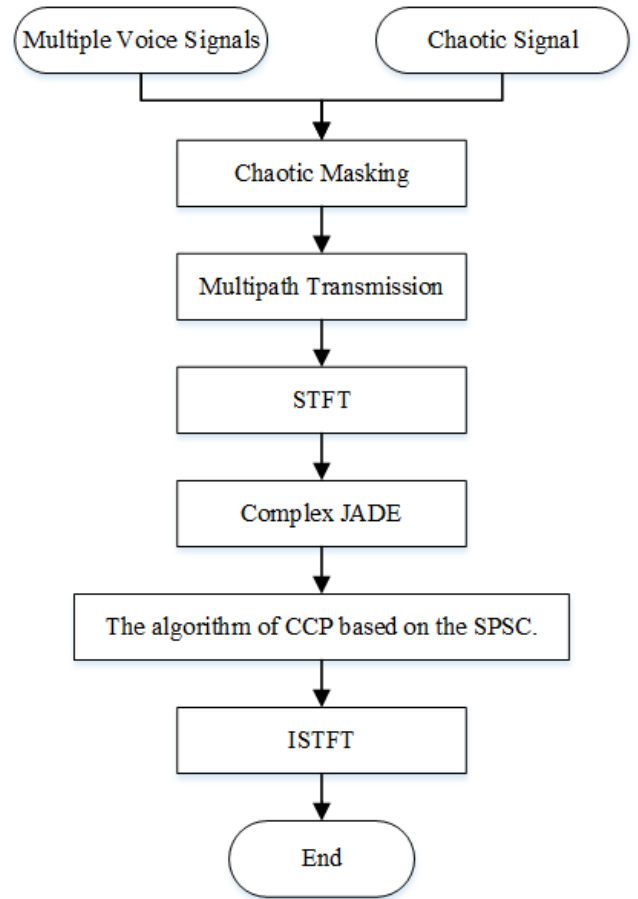 Multiple Voice Signals
Chaotic Signal
Chaotic Masking
Multipath Transmission
STFT
Complex JADE
The algorithm of CCP based on the SPSC.
ISTFT
End